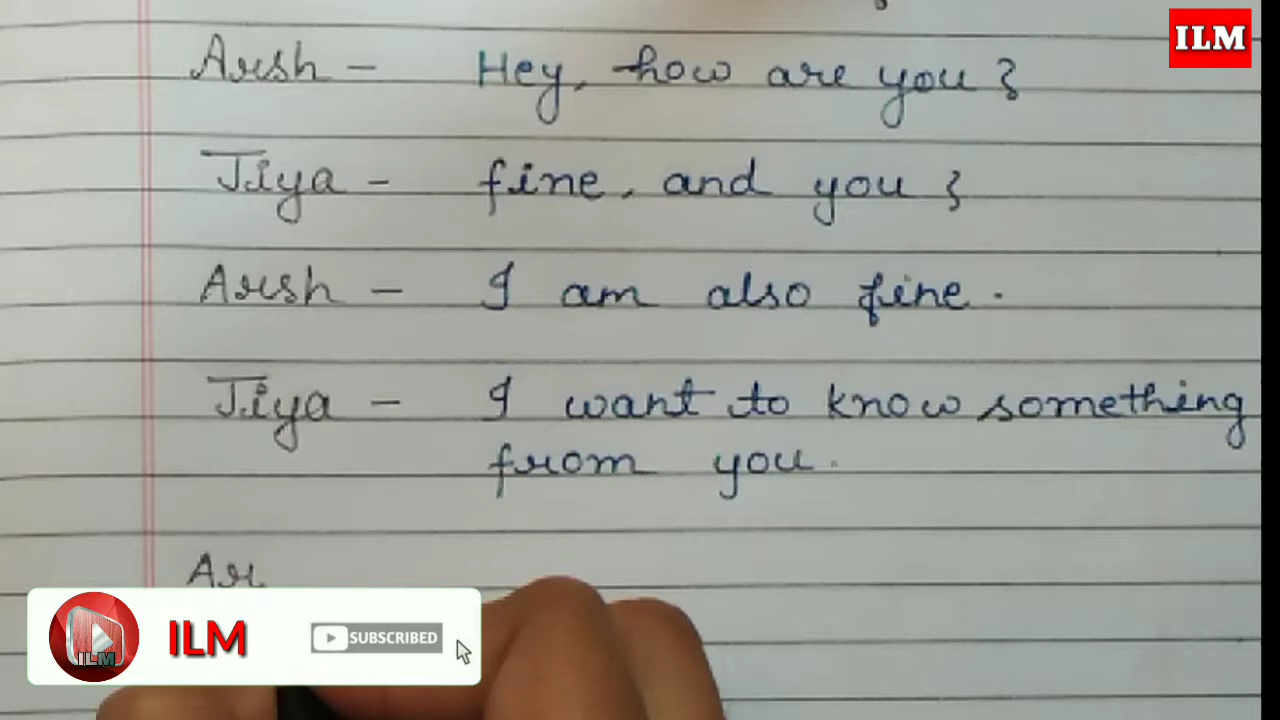 ILM
Arsh - Hey, how are you?
Jiya - fine, and you?
Arsh - I am also fine.
Jiya - I want to know something
from you.
Ar
ILM
ILM
SUBSCRIBED